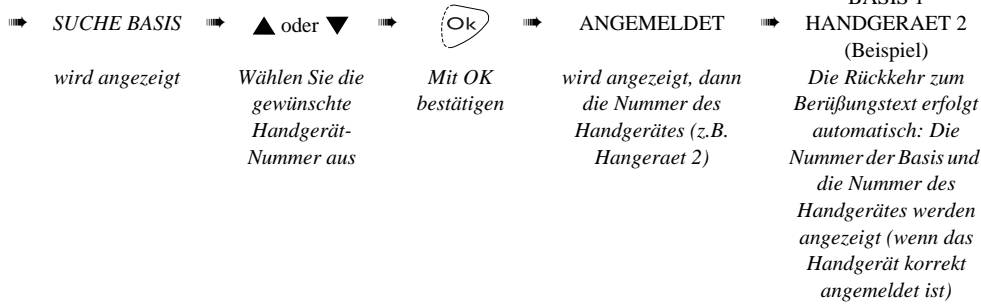 BASIS 1
SUCHE BASIS oder Ok ANGEMELDET HANDGERAET 2
(Beispiel)
wird angezeigt
Wählen Sie die
gewünschte
Handgerät-
Nummer aus
Mit OK
bestätigen
wird angezeigt, dann
die Nummer des
Handgerätes (z.B.
Hangeraet 2)
Die Rückkehr zum
Berüßungstext erfolgt
automatisch: Die
Nummer der Basis und
die Nummer des
Handgerätes werden
angezeigt (wenn das
Handgerät korrekt
angemeldet ist)